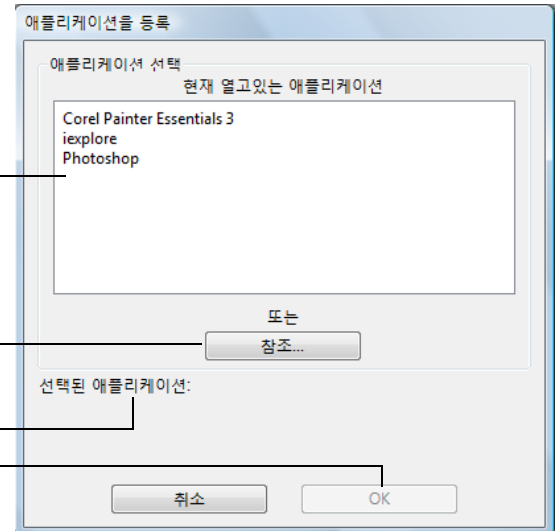 애플리케이션을 등록
애플리케이션 선택
현재 열고있는 애플리케이션
Corel Painter Essentials 3
iexplore
Photoshop
또는
참조...
선택된 애플리케이션:
취소
OK